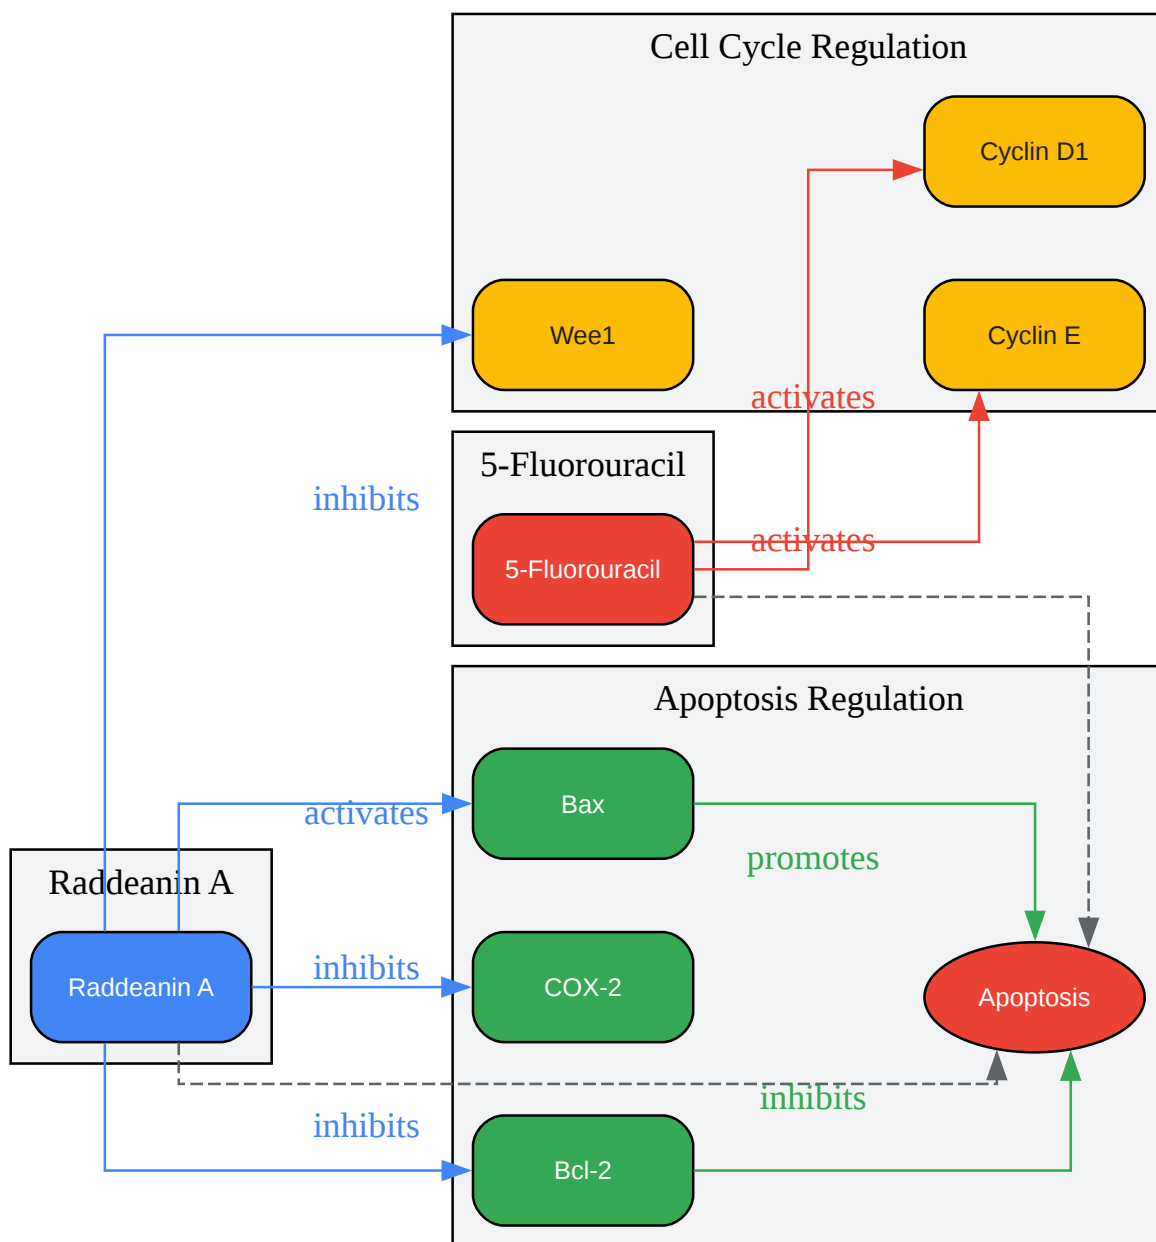 Cell Cycle Regulation
Cyclin D1
Wee1
Cyclin E
activates
5-Fluorouracil
inhibits
5-Fluorouracil
activates
Apoptosis Regulation
Bax
activates
promotes
Raddeanin A
Raddeanin A
inhibits
COX-2
Apoptosis
inhibits
inhibits
Bcl-2